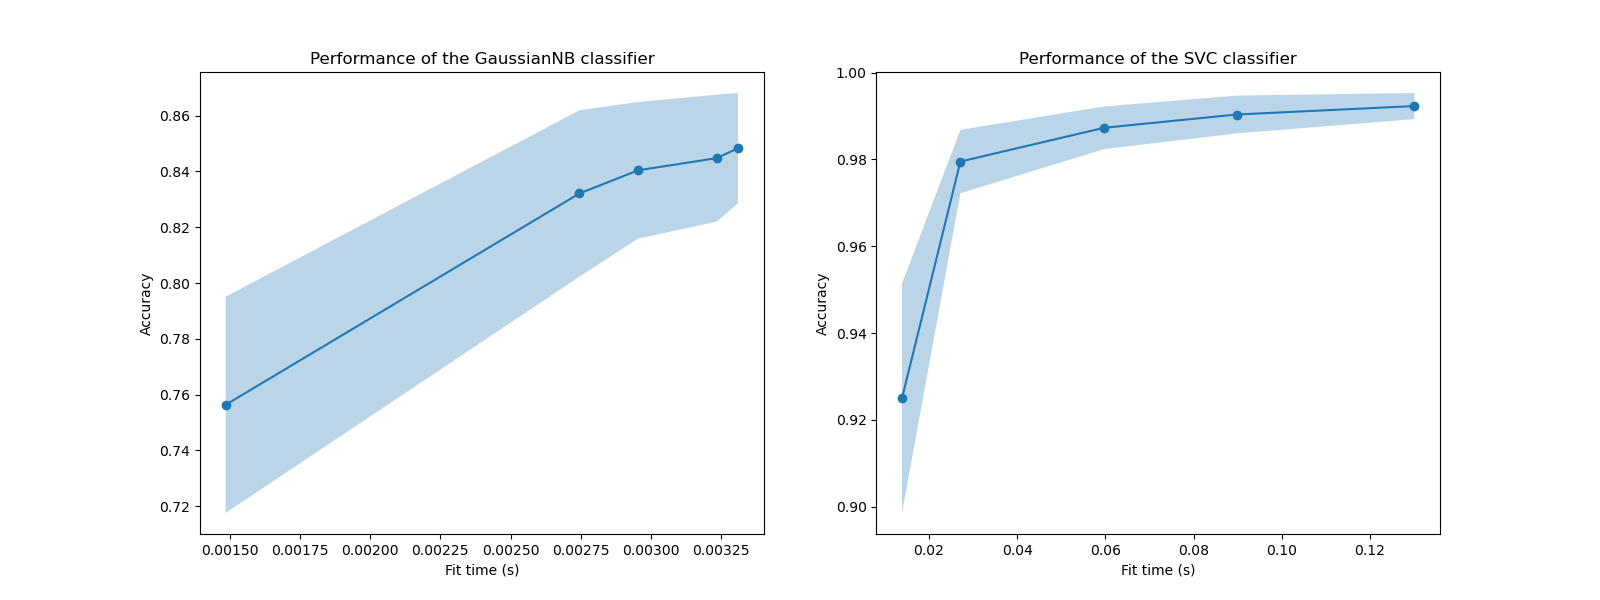 Performance of the GaussianNB classifier
Accuracy
0.86
0.84
0.82
0.80
0.78
0.76
0.74
0.72
0.00150 0.00175 0.00200 0.00225 0.00250 0.00275 0.00300 0.00325
Fit time (s)
Performance of the SVC classifier
Accuracy
1.00
0.98
0.96
0.94
0.92
0.90
0.02 0.04 0.06 0.08 0.10 0.12
Fit time (s)